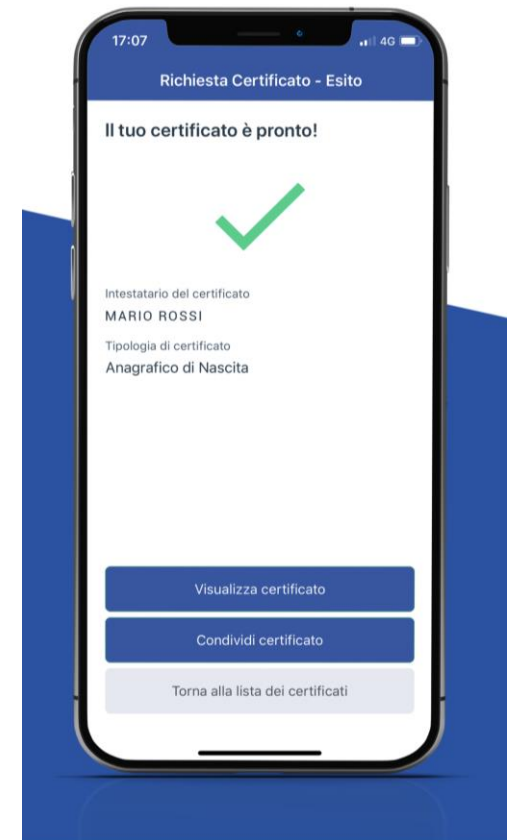 17:07
4G
Richiesta Certificato - Esito
Il tuo certificato è pronto!
Intestatario del certificato
MARIO ROSSI
Tipologia di certificato
Anagrafico di Nascita
Visualizza certificato
Condividi certificato
Torna alla lista dei certificati